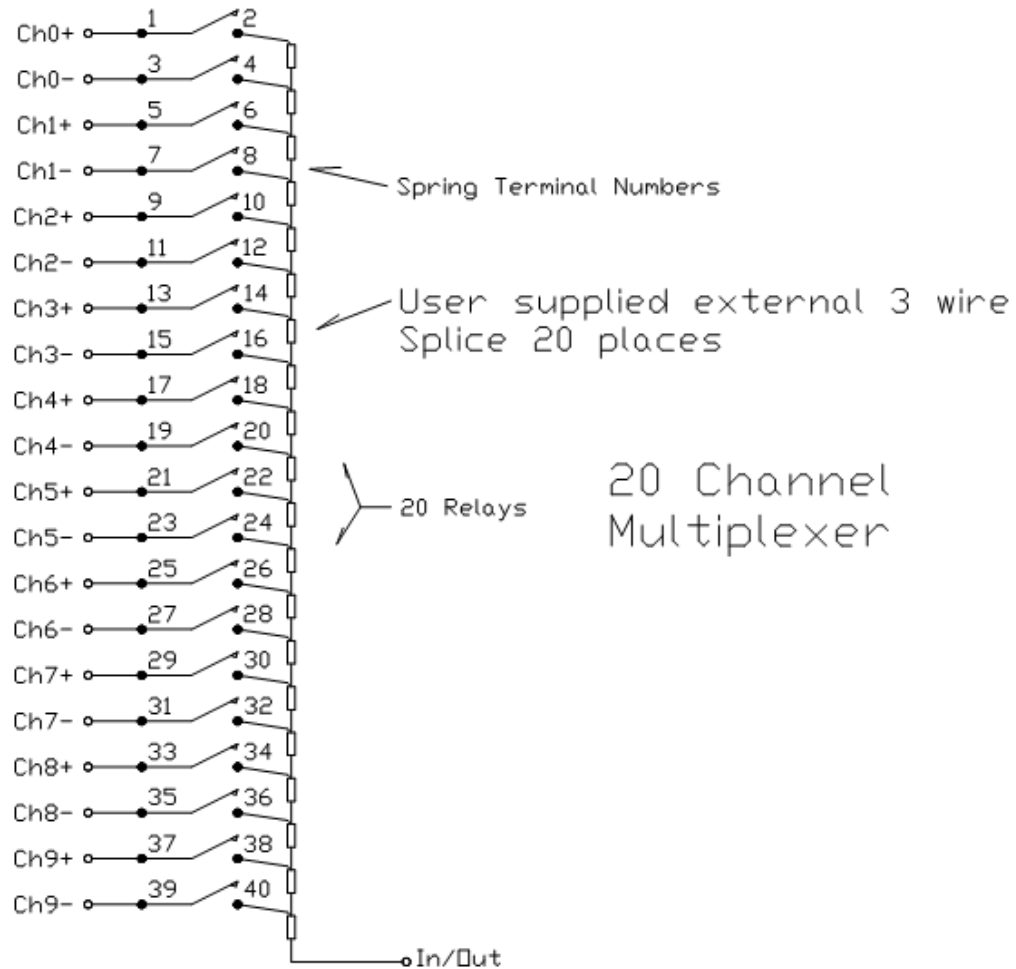 Ch0+ 1 2
Ch0- 3 4
Ch1+ 5 6
Ch1- 7 8
Spring Terminal Numbers
Ch2+ 9 10
Ch2- 11 12
Ch3+ 13 14
User supplied external 3 wire
Splice 20 places
Ch3- 15 16
Ch4+ 17 18
Ch4- 19 20
Ch5+ 21 22
20 Relays
20 Channel
Multiplexer
Ch5- 23 24
Ch6+ 25 26
Ch6- 27 28
Ch7+ 29 30
Ch7- 31 32
Ch8+ 33 34
Ch8- 35 36
Ch9+ 37 38
Ch9- 39 40
In/Out